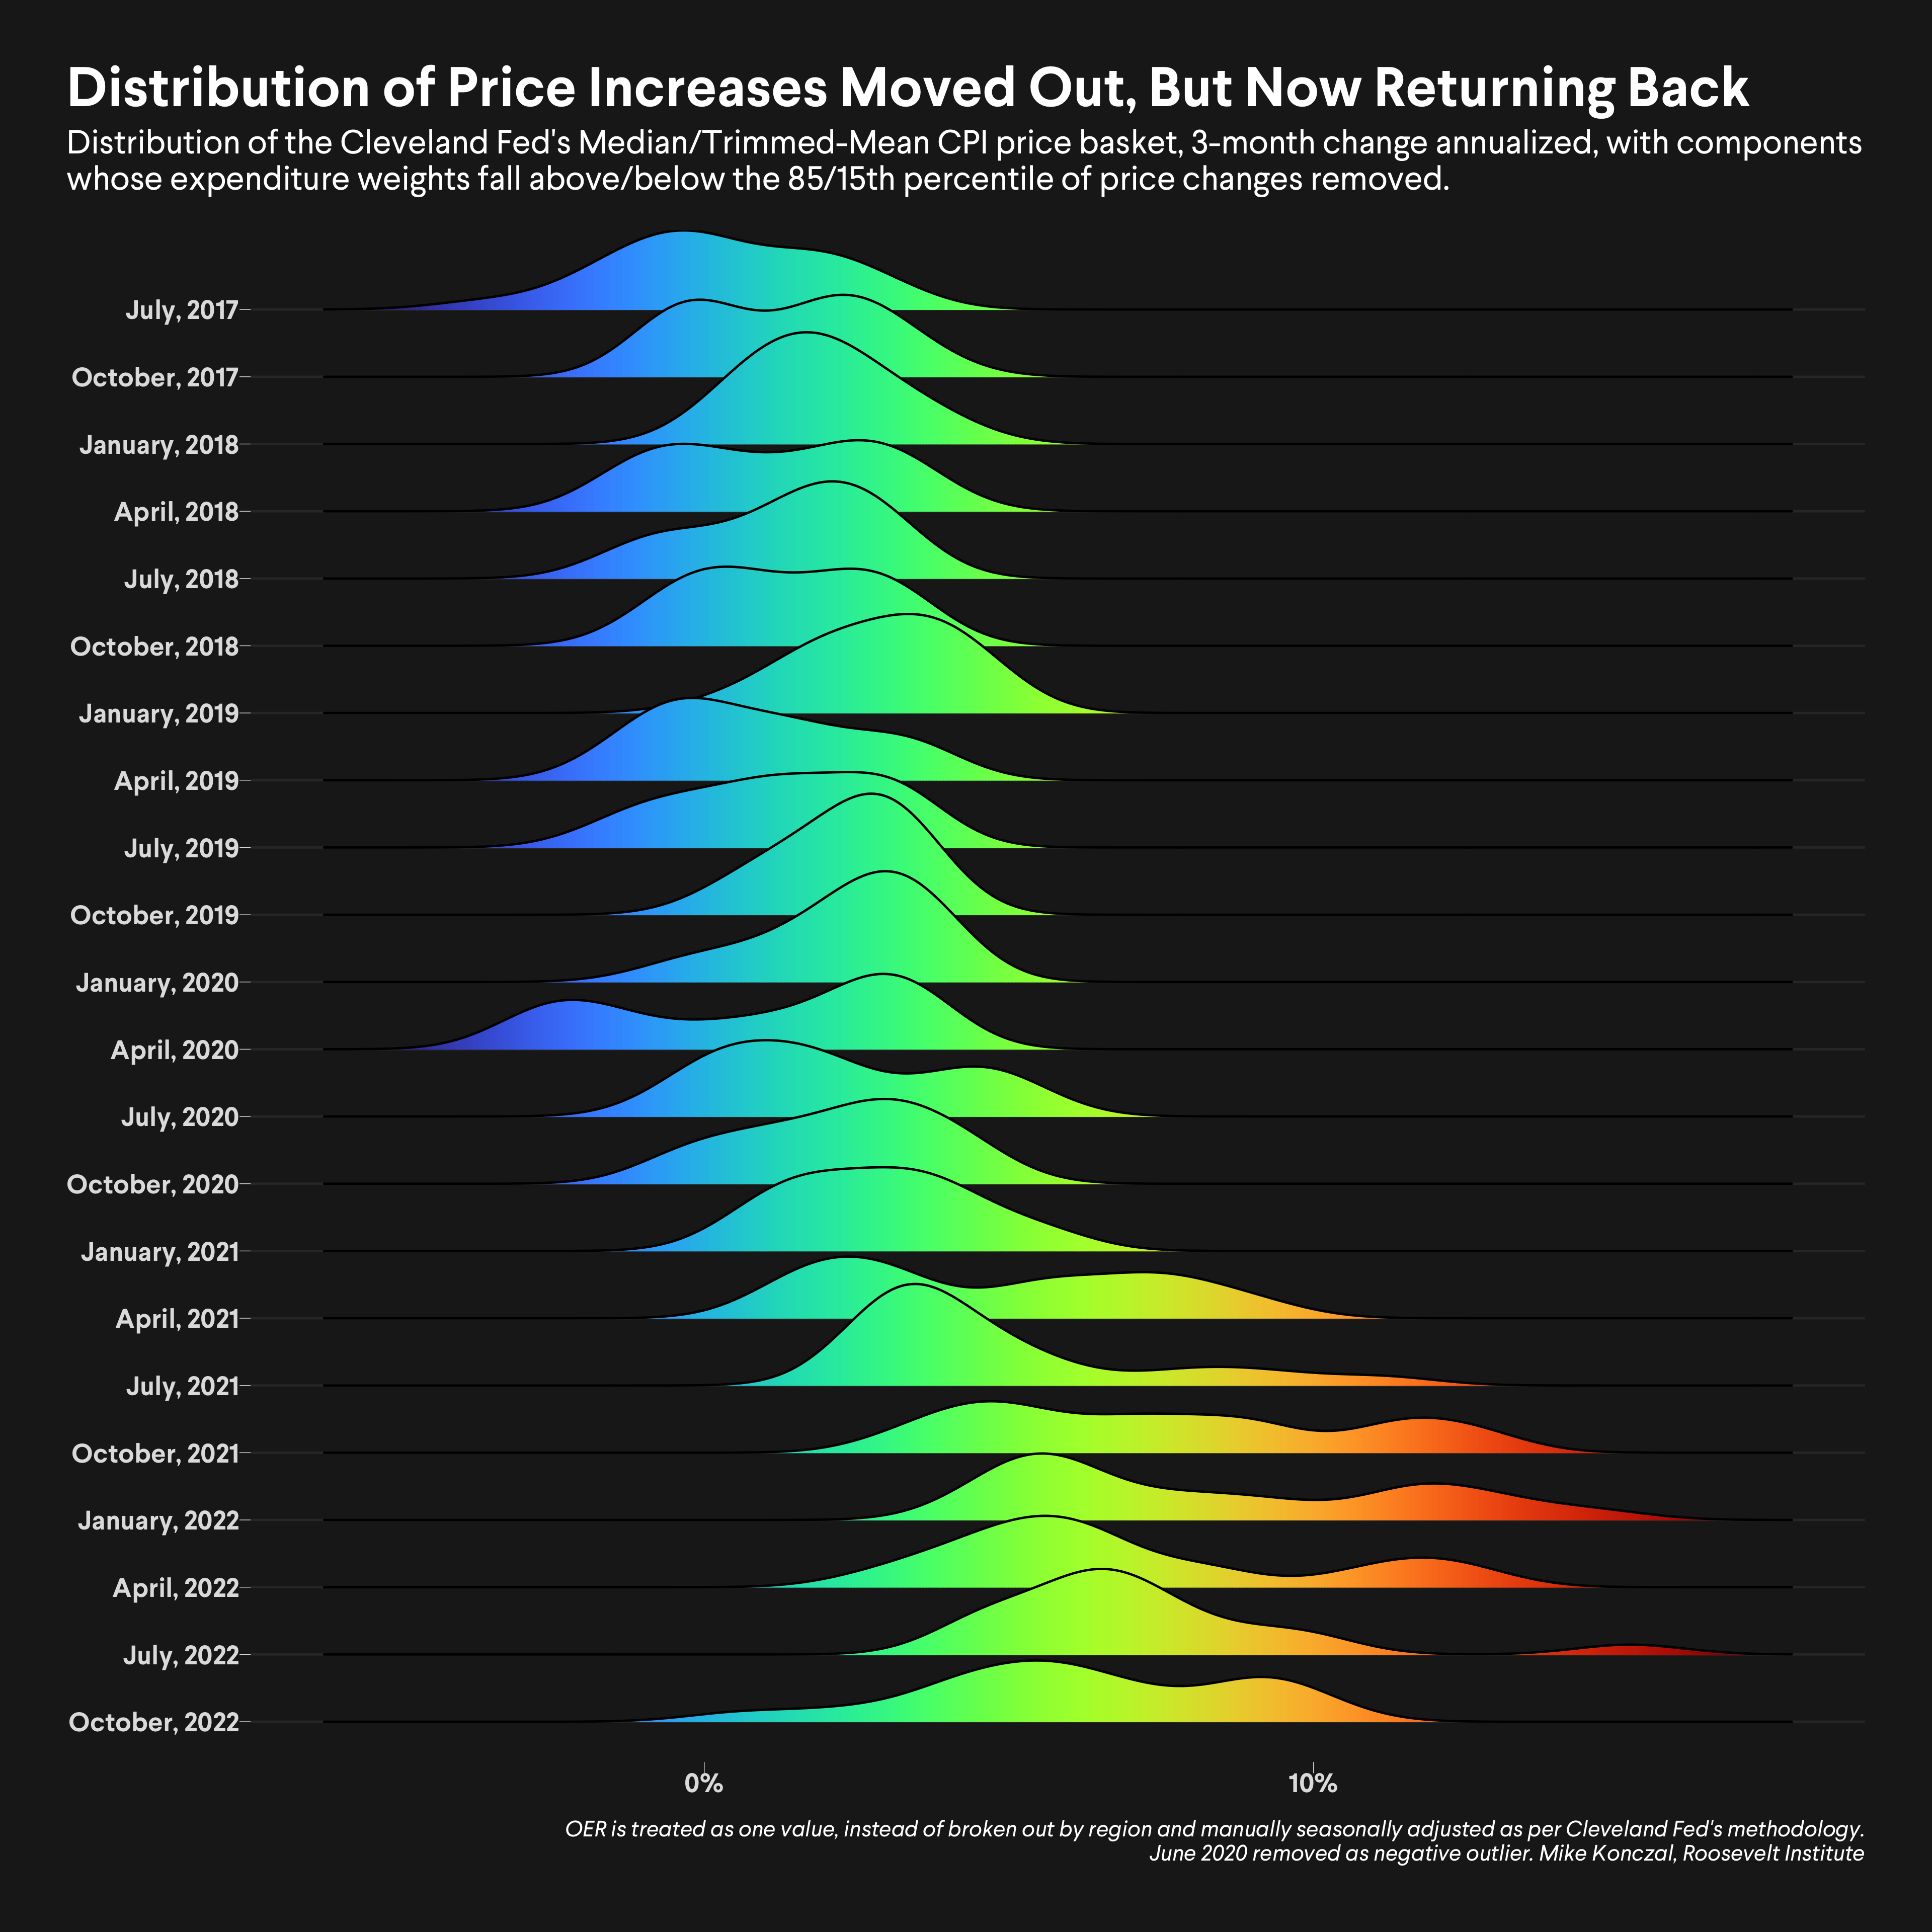 Distribution of Price Increases Moved Out, But Now Returning Back
Distribution of the Cleveland Fed's Median/Trimmed-Mean CPI price basket, 3-month change annualized, with components
whose expenditure weights fall above/below the 85/15th percentile of price changes removed.
July, 2017
October, 2017
January, 2018
April, 2018
July, 2018
October, 2018
January, 2019
April, 2019
July, 2019
October, 2019
January, 2020
April, 2020
July, 2020
October, 2020
January, 2021
April, 2021
July, 2021
October, 2021
January, 2022
April, 2022
July, 2022
October, 2022
0% 10%
OER is treated as one value, instead of broken out by region and manually seasonally adjusted as per Cleveland Fed's methodology.
June 2020 removed as negative outlier. Mike Konczal, Roosevelt Institute